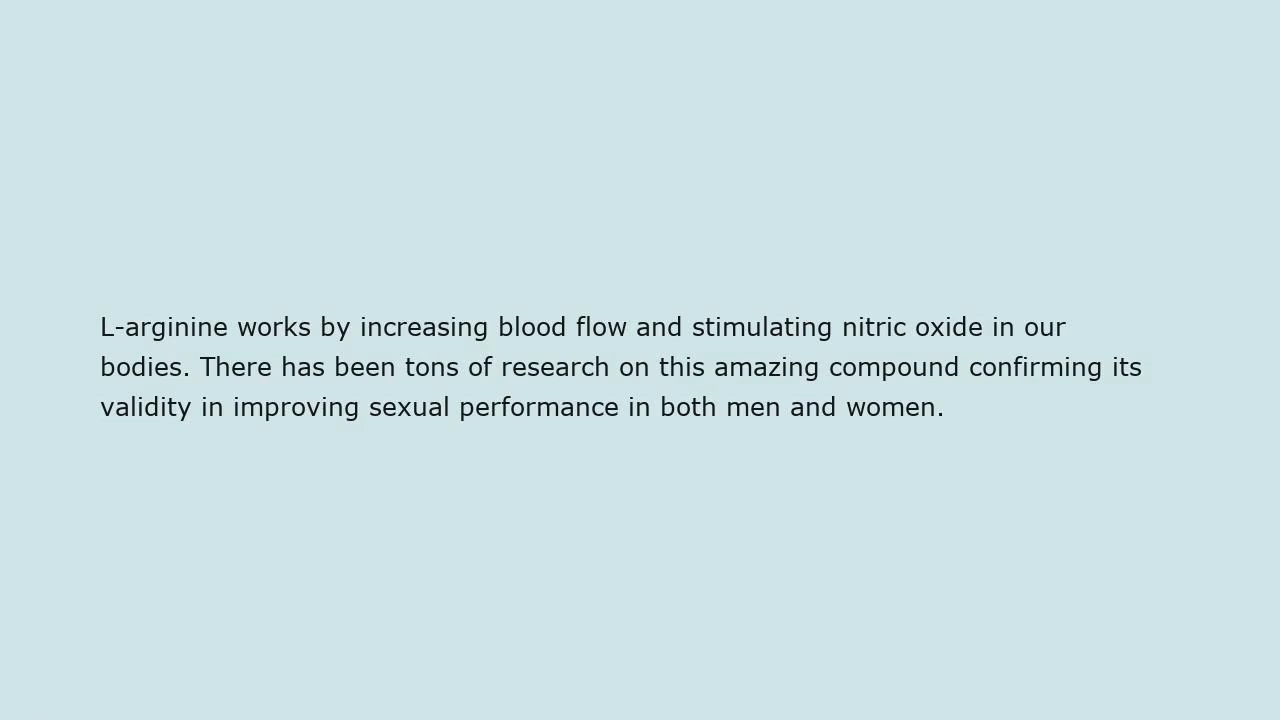 L-arginine works by increasing blood flow and stimulating nitric oxide in our
bodies. There has been tons of research on this amazing compound confirming its
validity in improving sexual performance in both men and women.